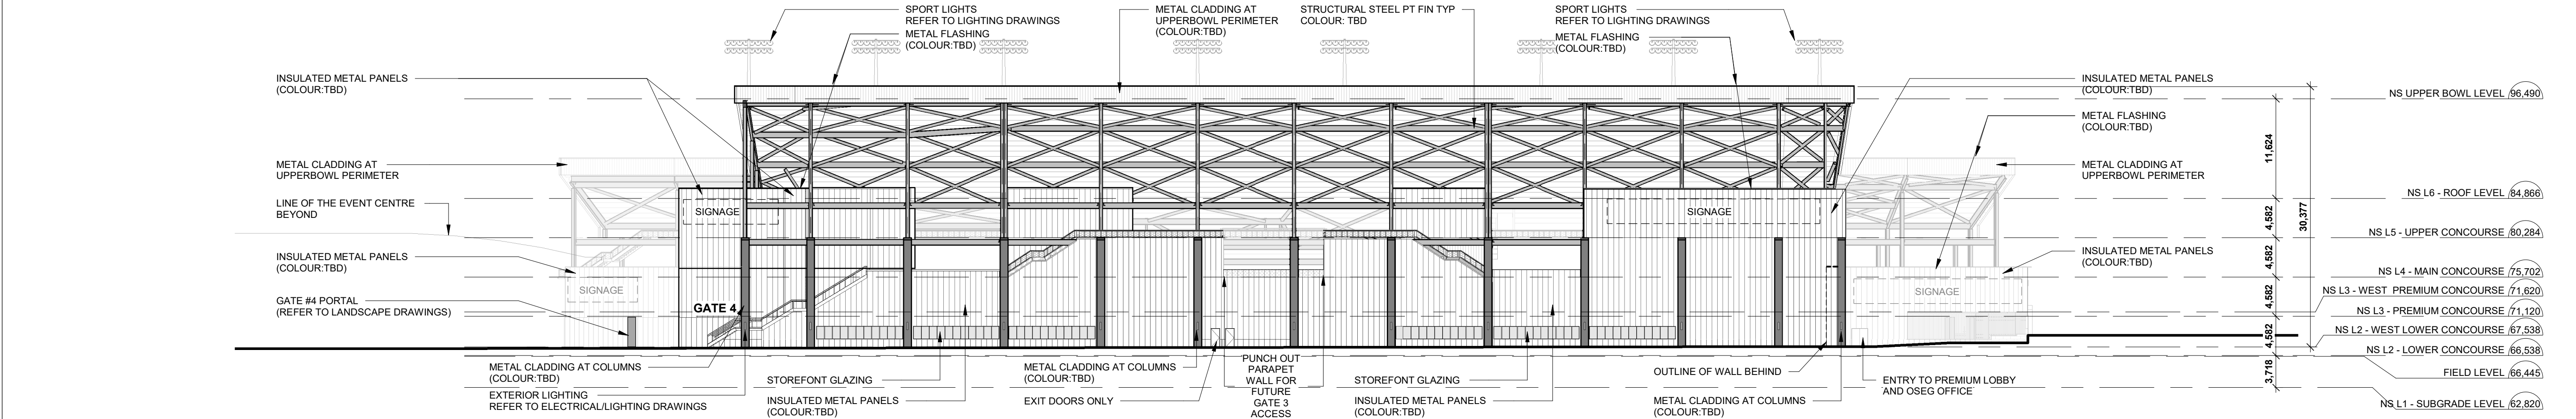 SPORT LIGHTS
REFER TO LIGHTING DRAWINGS
METAL FLASHING
(COLOUR:TBD)
METAL CLADDING AT
UPPERBOWL PERIMETER
(COLOUR:TBD)
STRUCTURAL STEEL PT FIN TYP
COLOUR: TBD
SPORT LIGHTS
REFER TO LIGHTING DRAWINGS
METAL FLASHING
(COLOUR:TBD)
INSULATED METAL PANELS
(COLOUR:TBD)
METAL CLADDING AT
UPPERBOWL PERIMETER
LINE OF THE EVENT CENTRE
BEYOND
INSULATED METAL PANELS
(COLOUR:TBD)
GATE #4 PORTAL
(REFER TO LANDSCAPE DRAWINGS)
SIGNAGE
SIGNAGE
GATE 4
SIGNAGE
SIGNAGE
INSULATED METAL PANELS
(COLOUR:TBD)
METAL FLASHING
(COLOUR:TBD)
METAL CLADDING AT
UPPERBOWL PERIMETER
INSULATED METAL PANELS
(COLOUR:TBD)
METAL CLADDING AT COLUMNS
(COLOUR:TBD)
EXTERIOR LIGHTING
REFER TO ELECTRICAL/LIGHTING DRAWINGS
STOREFONT GLAZING
INSULATED METAL PANELS
(COLOUR:TBD)
METAL CLADDING AT COLUMNS
(COLOUR:TBD)
EXIT DOORS ONLY
PUNCH OUT
PARAPET
WALL FOR
FUTURE
GATE 3
ACCESS
STOREFONT GLAZING
INSULATED METAL PANELS
(COLOUR:TBD)
OUTLINE OF WALL BEHIND
METAL CLADDING AT COLUMNS
(COLOUR:TBD)
ENTRY TO PREMIUM LOBBY
AND OSEG OFFICE
11,624
4,582
4,582
4,582
4,582
3,718
30,377
NS UPPER BOWL LEVEL 96,490
NS L6 - ROOF LEVEL 84,866
NS L5 - UPPER CONCOURSE 80,284
NS L4 - MAIN CONCOURSE 75,702
NS L3 - WEST PREMIUM CONCOURSE 71,620
NS L3 - PREMIUM CONCOURSE 71,120
NS L2 - WEST LOWER CONCOURSE 67,538
NS L2 - LOWER CONCOURSE 66,538
FIELD LEVEL 66,445
NS L1 - SUBGRADE LEVEL 62,820